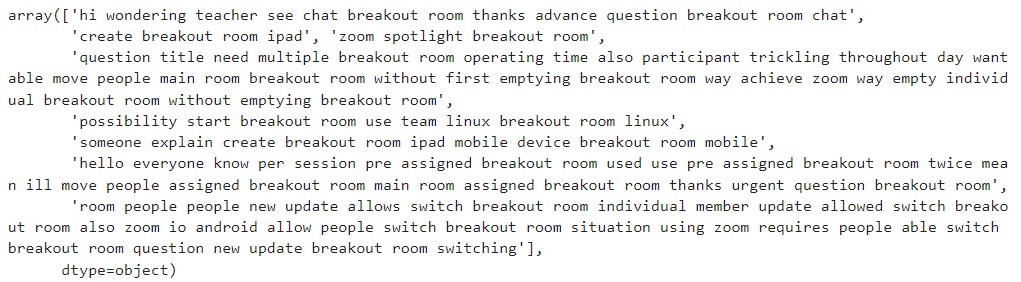 array(['hi wondering teacher see chat breakout room thanks advance question breakout room chat',
'create breakout room ipad', 'zoom spotlight breakout room',
'question title need multiple breakout room operating time also participant trickling throughout day want
able move people main room breakout room without first emptying breakout room way achieve zoom way empty individ
ual breakout room without emptying breakout room',
'possibility start breakout room use team linux breakout room linux',
'someone explain create breakout room ipad mobile device breakout room mobile',
'hello everyone know per session pre assigned breakout room used use pre assigned breakout room twice mea
n ill move people assigned breakout room main room assigned breakout room thanks urgent question breakout room',
'room people people new update allows switch breakout room individual member update allowed switch breako
ut room also zoom io android allow people switch breakout room situation using zoom requires people able switch
breakout room question new update breakout room switching'],
dtype=object)